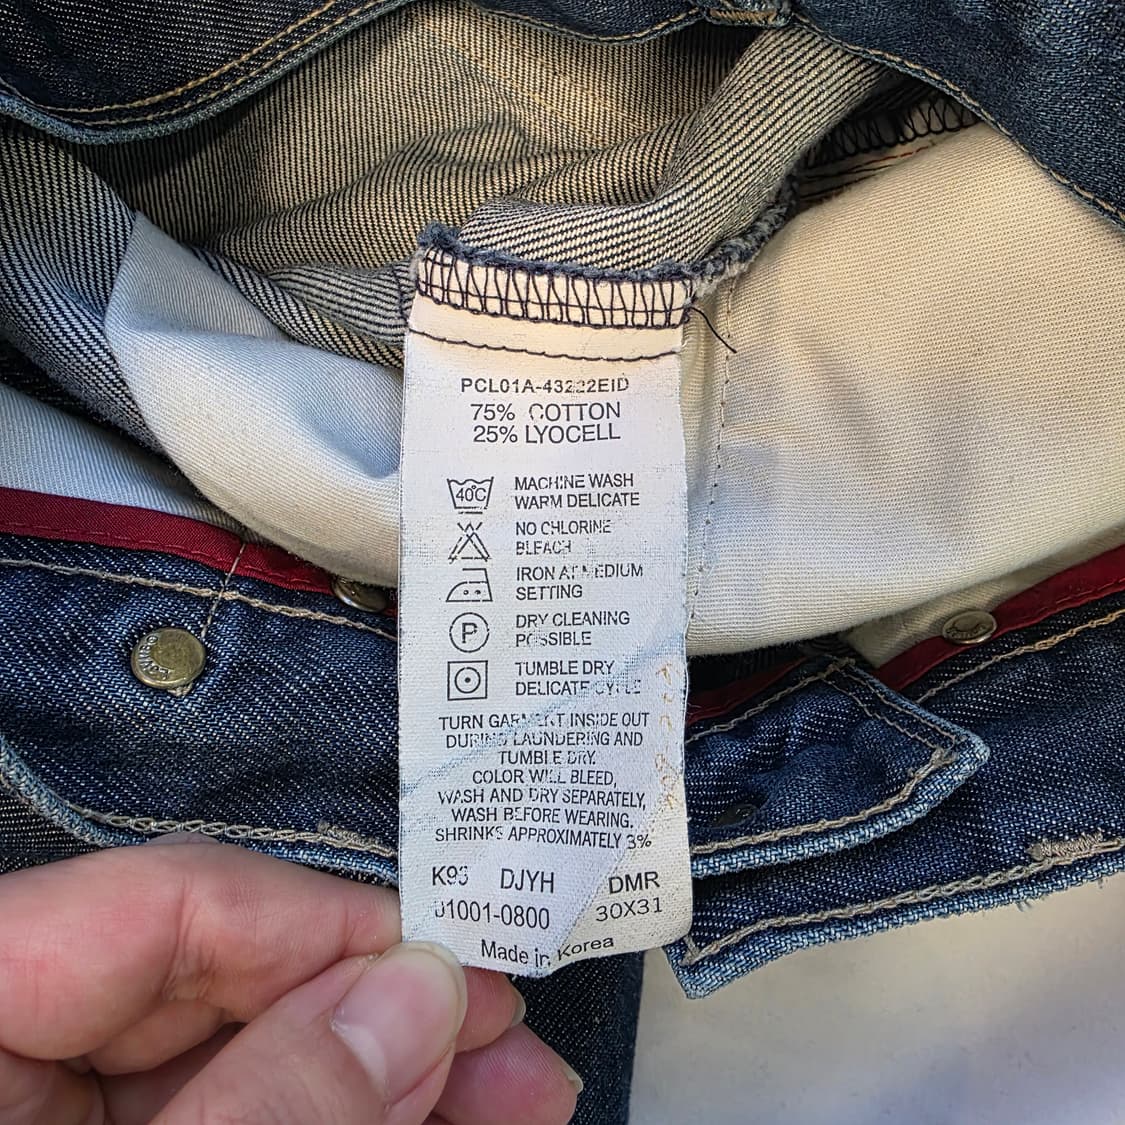 PCL01A-43222EID
75% COTTON
25% LYOCELL
40C
MACHINE WASH
WARM DELICATE
NO CHLORINE
BLEACH
IRON AT MEDIUM
SETTING
P
DRY CLEANING
POSSIBLE
TUMBLE DRY
DELICATE CYCLE
TURN GARMENT INSIDE OUT
DURING LAUNDERING AND
TUMBLE DRY.
COLOR WILL BLEED,
WASH AND DRY SEPARATELY,
WASH BEFORE WEARING.
SHRINKS APPROXIMATELY 3%
DJYH DMR
01001-0800 30X31
Made in Korea